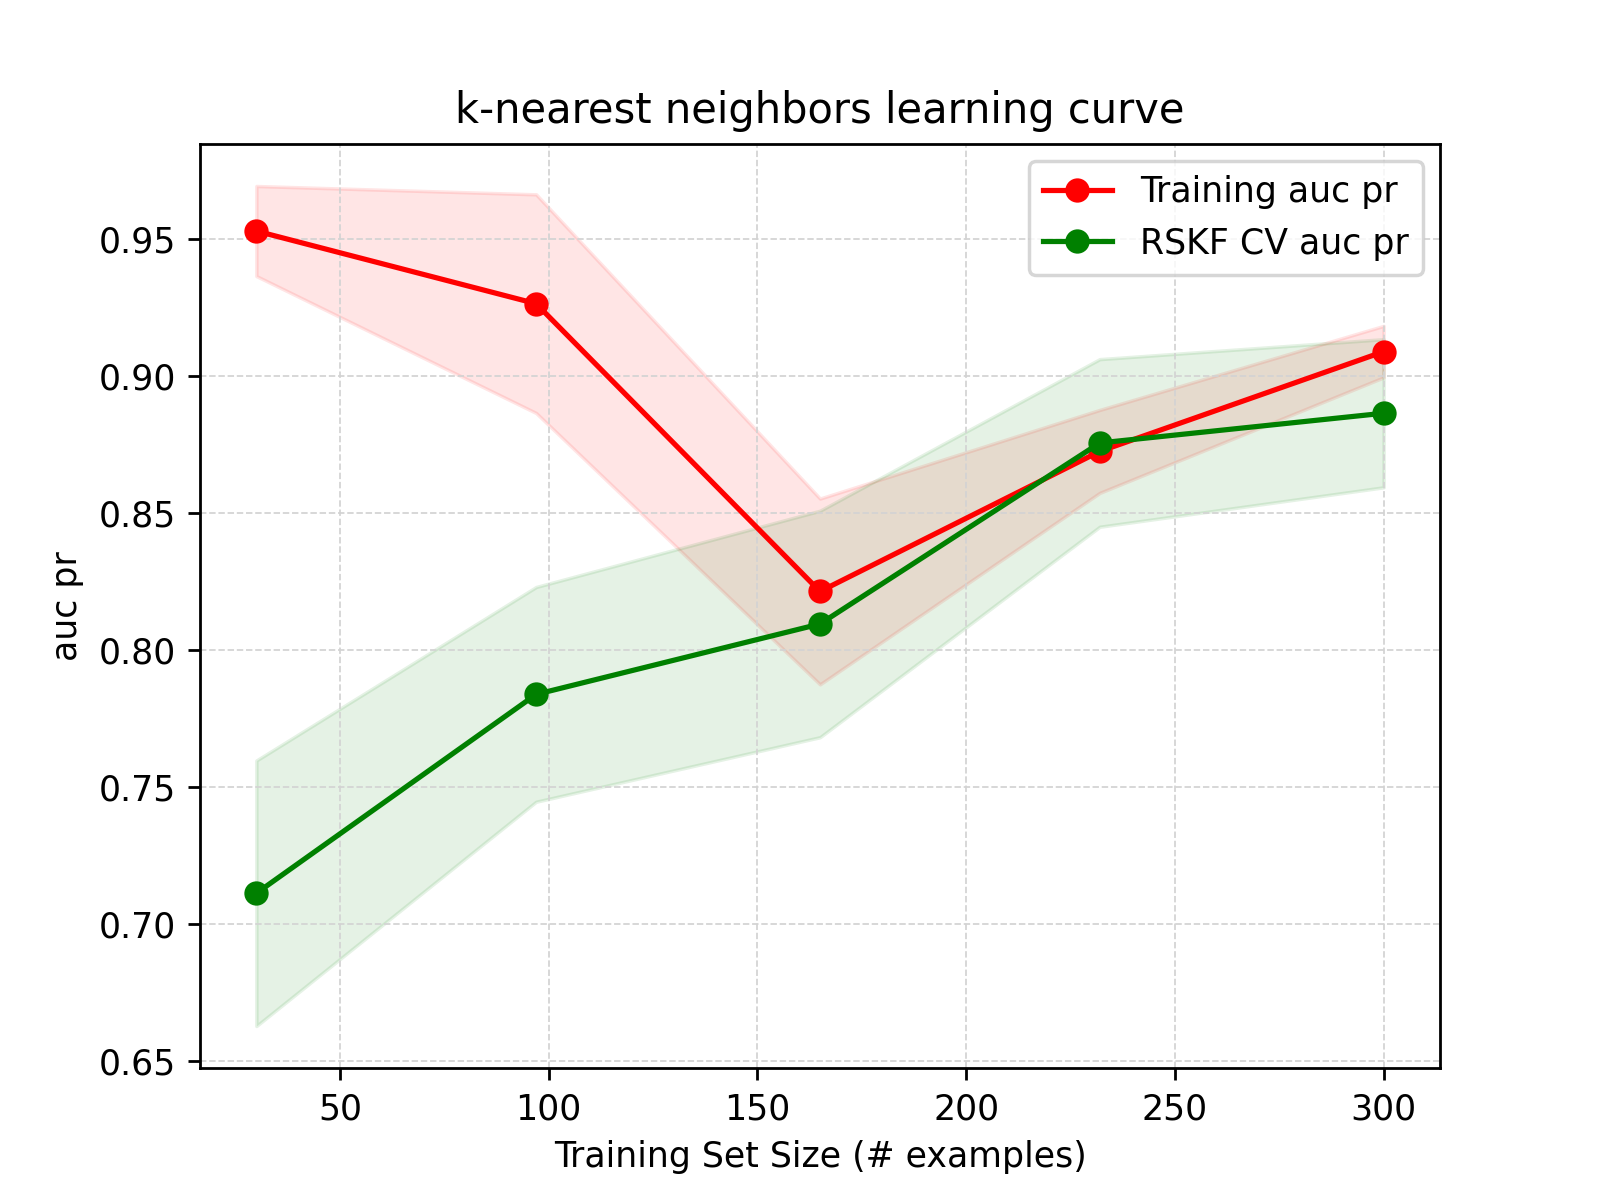 k-nearest neighbors learning curve
Training auc pr
RSKF CV auc pr
auc pr
0.95
0.90
0.85
0.80
0.75
0.70
0.65
50 100 150 200 250 300
Training Set Size (# examples)